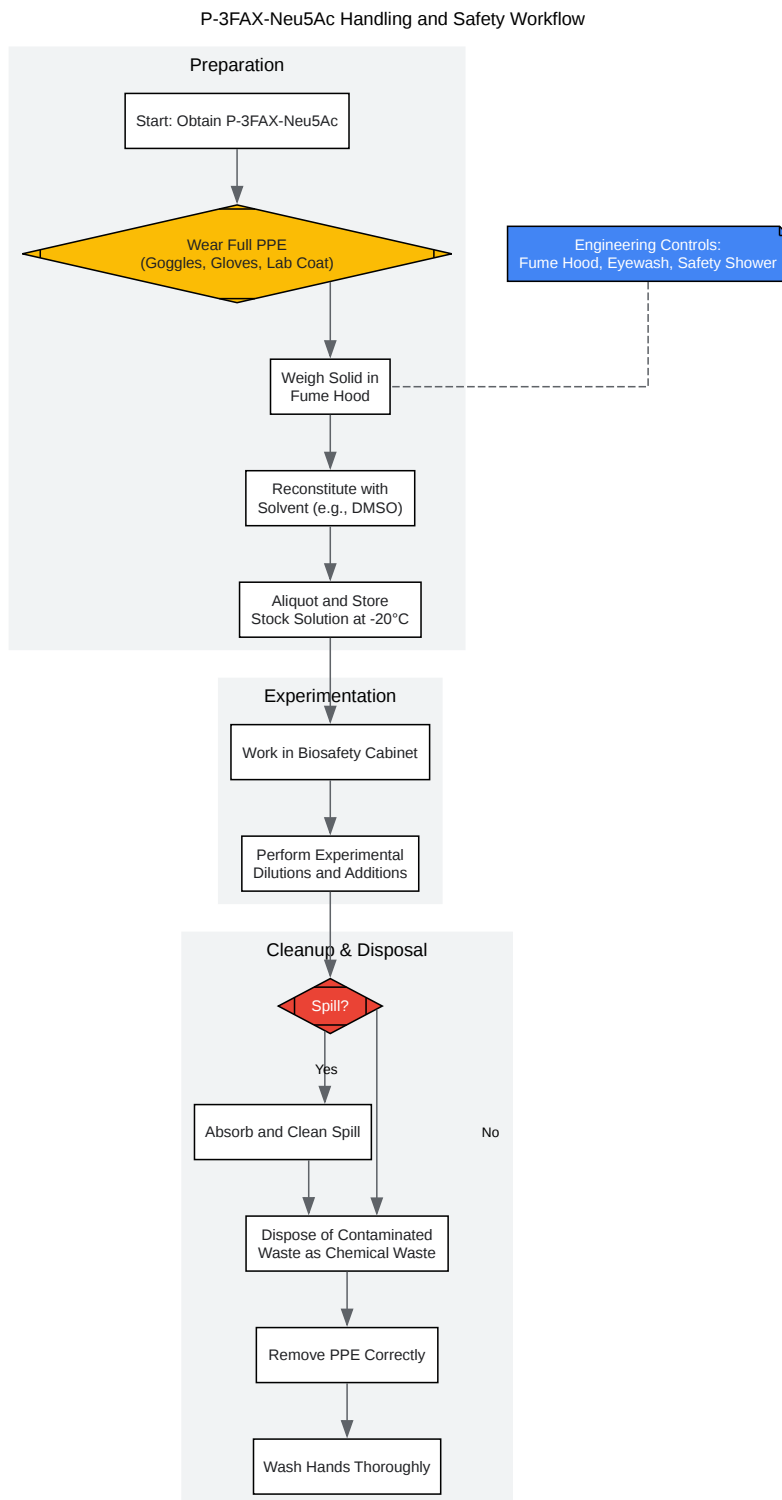 P-3FAX-Neu5Ac Handling and Safety Workflow
Preparation
Start: Obtain P-3FAX-Neu5Ac
Wear Full PPE
(Goggles, Gloves, Lab Coat)
Engineering Controls:
Fume Hood, Eyewash, Safety Shower
Weigh Solid in
Fume Hood
Reconstitute with
Solvent (e.g., DMSO)
Aliquot and Store
Stock Solution at -20°C
Experimentation
Work in Biosafety Cabinet
Perform Experimental
Dilutions and Additions
Cleanup & Disposal
Spill?
Yes
Absorb and Clean Spill
No
Dispose of Contaminated
Waste as Chemical Waste
Remove PPE Correctly
Wash Hands Thoroughly